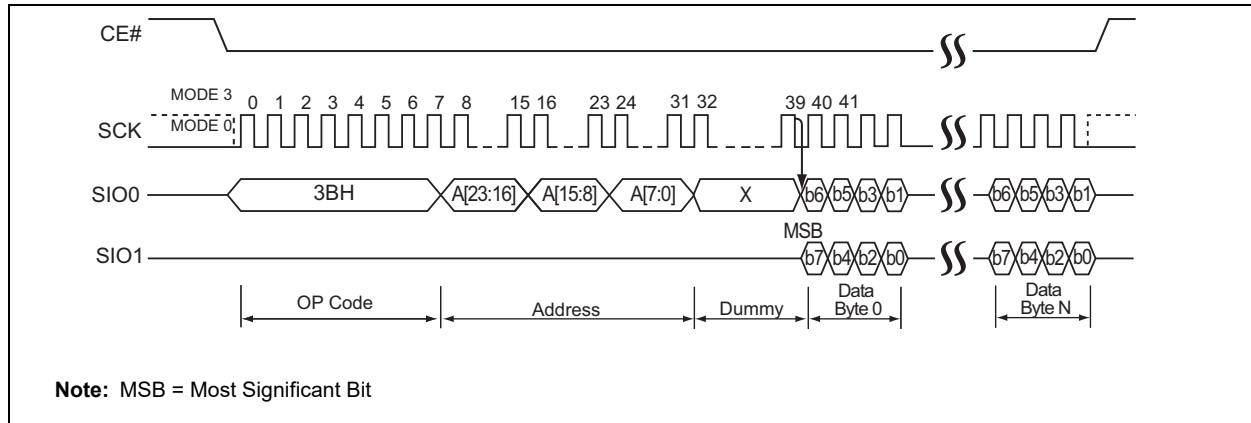 CE#
MODE 3
0 1 2 3 4 5 6 7 8 15 16 23 24 31 32 39 40 41
SCK
MODE 0
SIO0 3BH A[23:16] A[15:8] A[7:0] X b6 b5 b3 b1 b6 b5 b3 b1
MSB
SIO1 b7 b4 b2 b0 b7 b4 b2 b0
OP Code Address Dummy Data Byte 0 Data Byte N
Note: MSB = Most Significant Bit